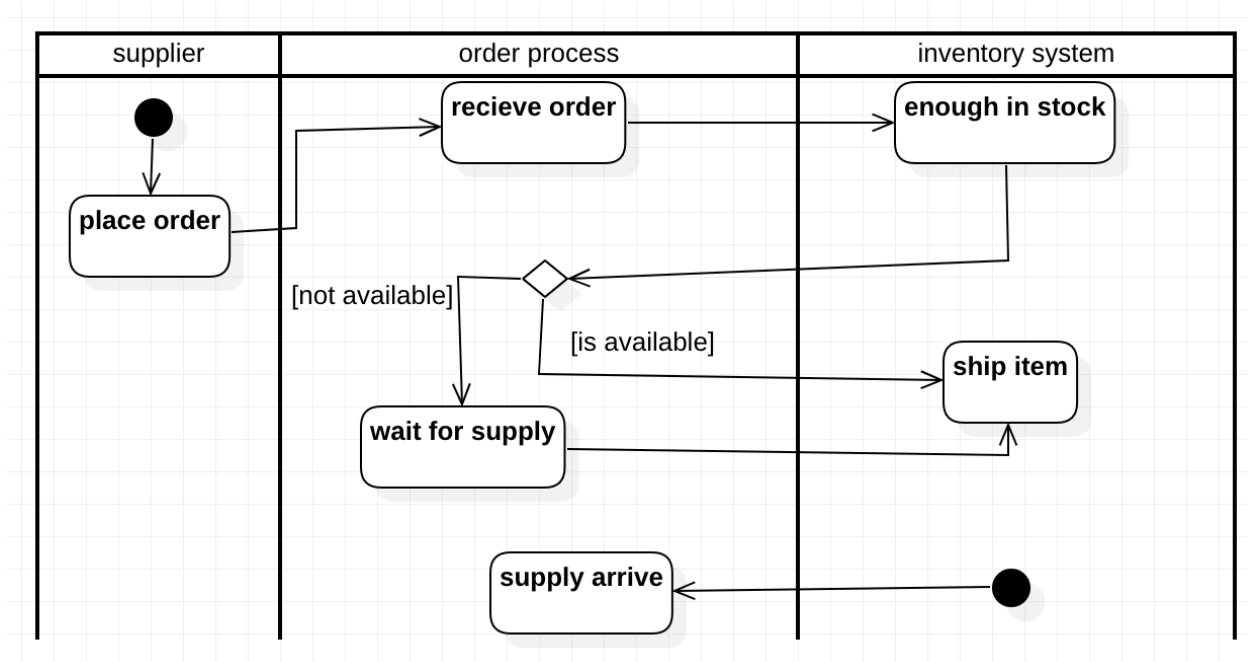 supplier
order process
inventory system
recieve order
enough in stock
place order
[not available]
[is available]
ship item
wait for supply
supply arrive